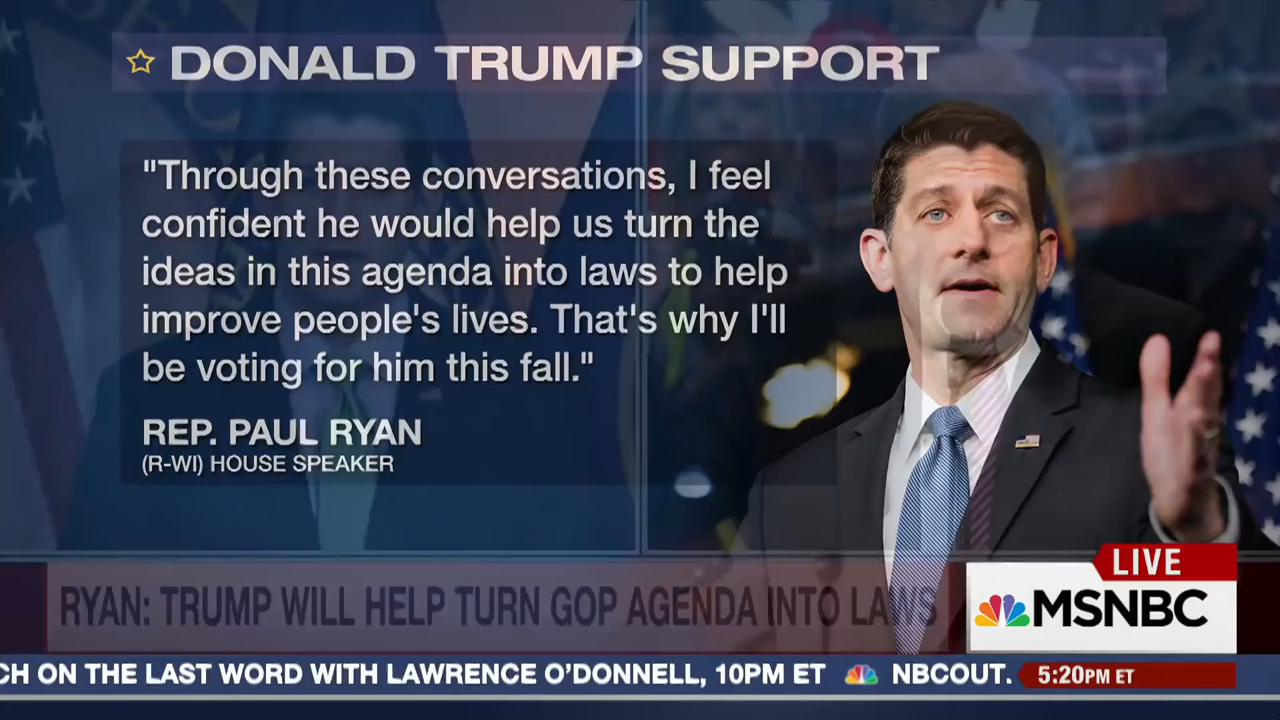 DONALD TRUMP SUPPORT
"Through these conversations, I feel
confident he would help us turn the
ideas in this agenda into laws to help
improve people's lives. That's why I'll
be voting for him this fall."
REP. PAUL RYAN
(R-WI) HOUSE SPEAKER
LIVE
RYAN: TRUMP WILL HELP TURN GOP AGENDA INTO LAWS
MSNBC
CH ON THE LAST WORD WITH LAWRENCE O'DONNELL, 10PM ET NBCOUT.
5:20PM ET